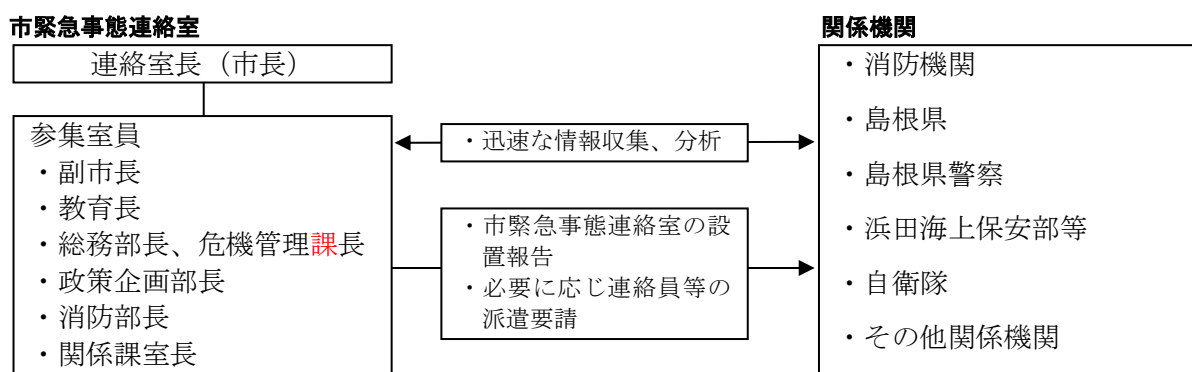 市緊急事態連絡室
連絡室長（市長）
参集室員
・副市長
・教育長
・総務部長、危機管理課長
・政策企画部長
・消防部長
・関係課室長
・迅速な情報収集、分析
・市緊急事態連絡室の設
置報告
・必要に応じ連絡員等の
派遣要請
関係機関
・消防機関
・島根県
・島根県警察
・浜田海上保安部等
・自衛隊
・その他関係機関